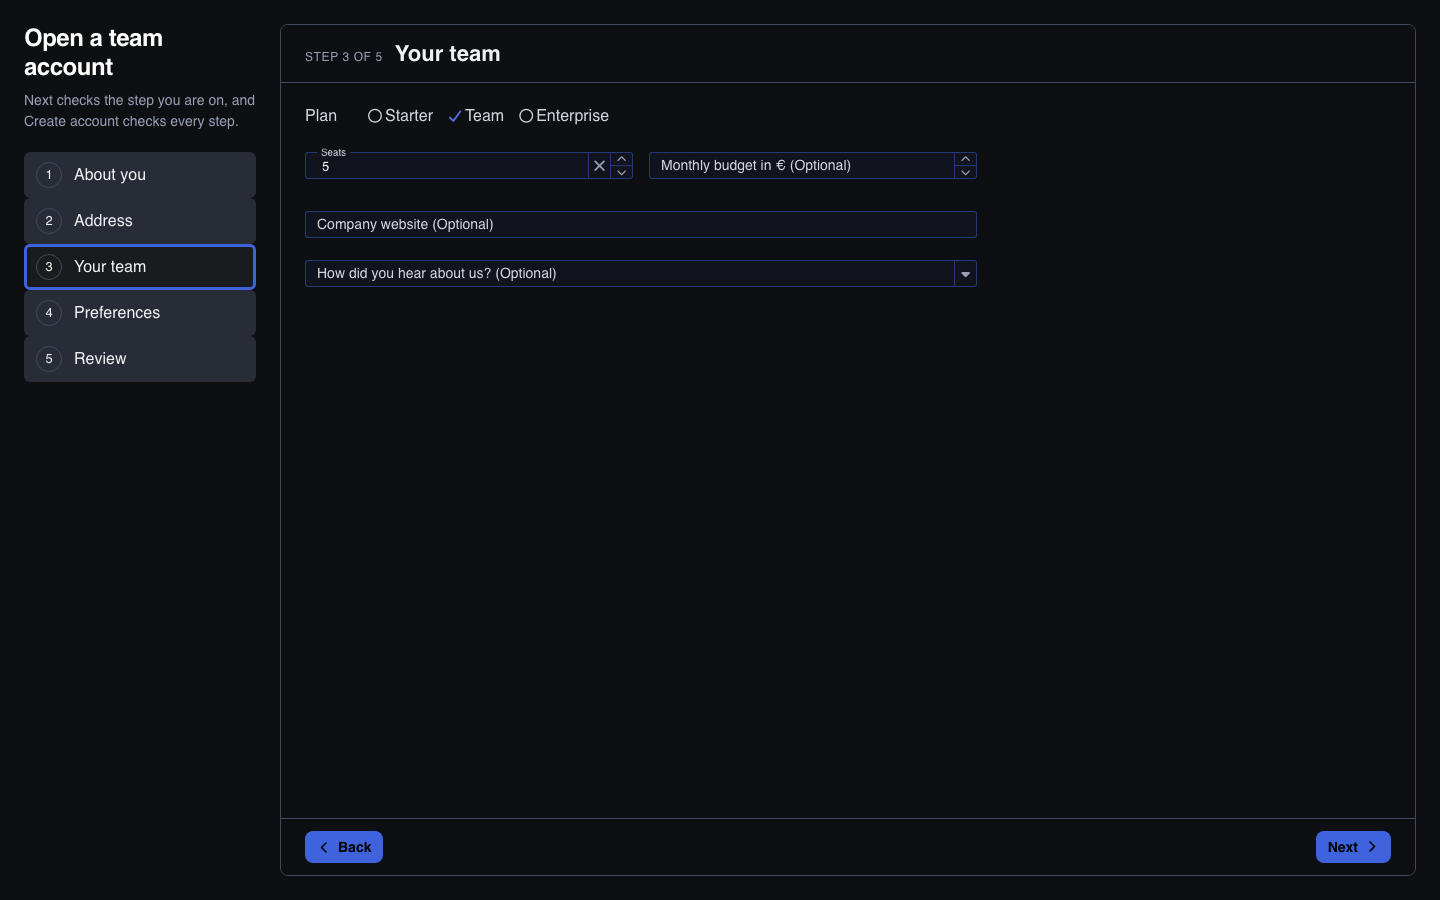 Open a team
account
Next checks the step you are on, and
Create account checks every step.
1 About you
2 Address
3 Your team
4 Preferences
5 Review
STEP 3 OF 5 Your team
Plan Starter Team Enterprise
Seats
5
Monthly budget in € (Optional)
Company website (Optional)
How did you hear about us? (Optional)
Back
Next